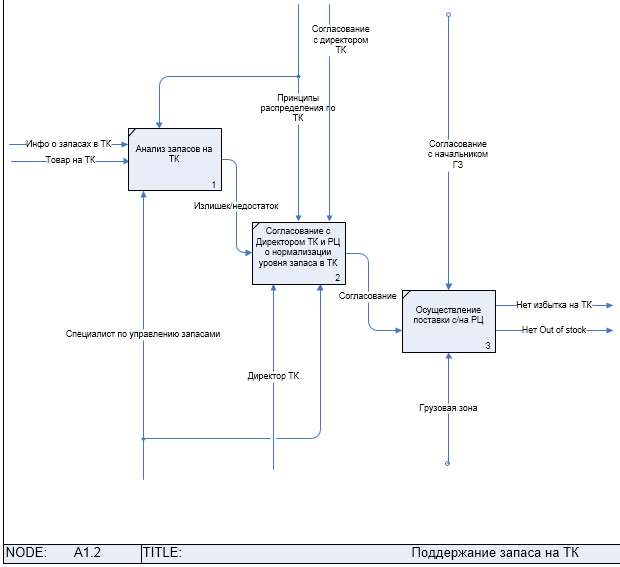 Согласование
с директором
ТК
Принципы
распределения по
ТК
Согласование
с начальником
ГЗ
Инфо о запасах в ТК
Товар на ТК
Анализ запасов на
ТК
1
Излишек/недостаток
Согласование с
Директором ТК и РЦ
о нормализации
уровня запаса в ТК
2
Согласование
Осуществление
поставки с/на РЦ
3
Нет избытка на ТК
Нет Out of stock
Специалист по управлению запасами
Директор ТК
Грузовая зона
NODE: A1.2 TITLE: Поддержание запаса на ТК